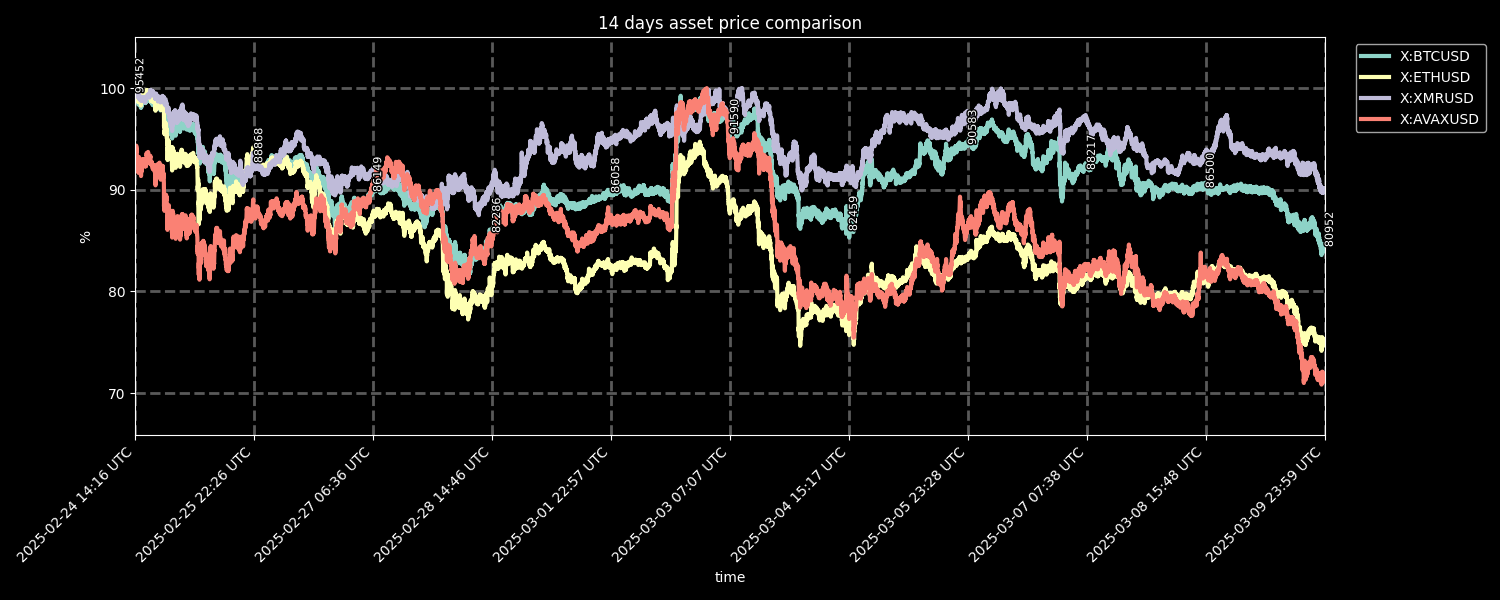 14 days asset price comparison
X:BTCUSD
X:ETHUSD
X:XMRUSD
X:AVAXUSD
%
100
90
80
70
95452
88868
86149
82286
86058
91590
82459
90583
88217
86500
80952
2025-02-24 14:16 UTC
2025-02-25 22:26 UTC
2025-02-27 06:36 UTC
2025-02-28 14:46 UTC
2025-03-01 22:57 UTC
2025-03-03 07:07 UTC
2025-03-04 15:17 UTC
2025-03-05 23:28 UTC
2025-03-07 07:38 UTC
2025-03-08 15:48 UTC
2025-03-09 23:59 UTC
time